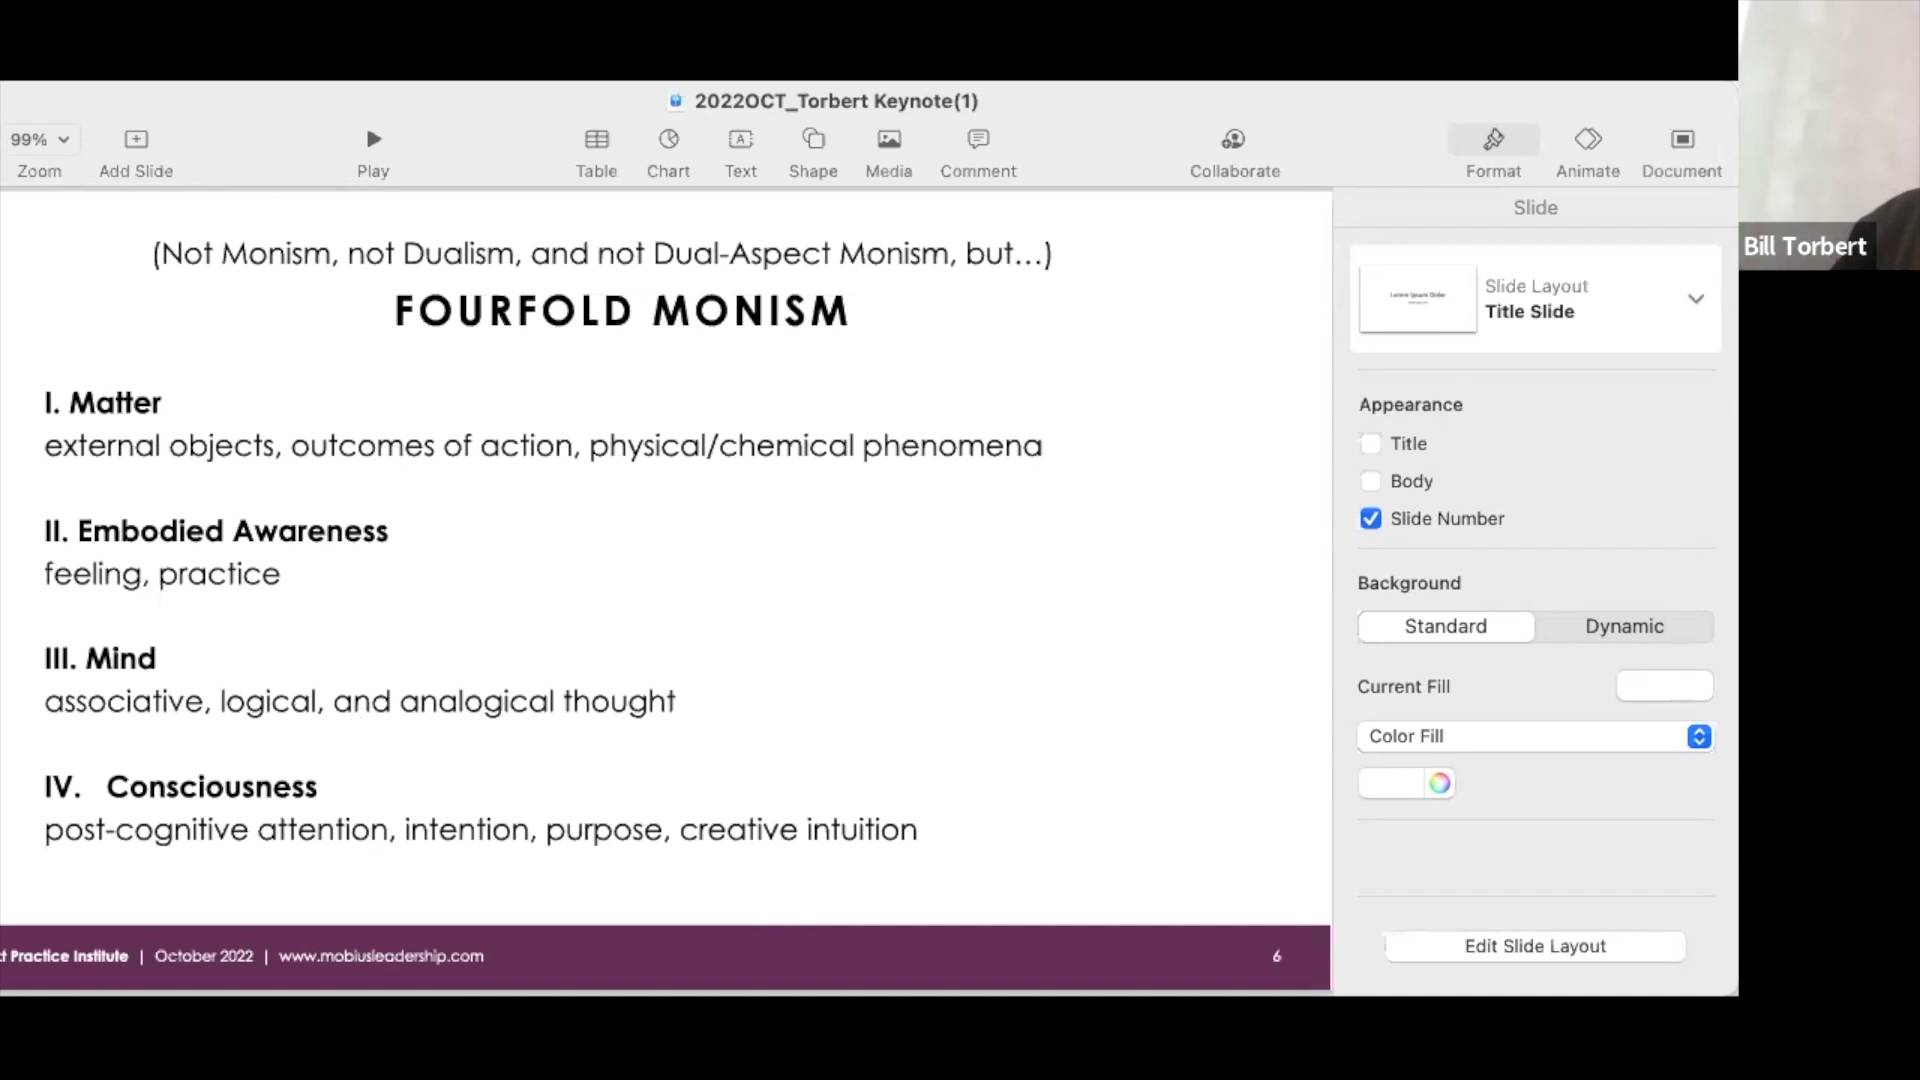 2022OCT_Torbert Keynote(1)
99%
Zoom
Add Slide
Play
Table
Chart
Text
Shape
Media
Comment
Collaborate
Format
Animate
Document
(Not Monism, not Dualism, and not Dual-Aspect Monism, but...)
FOURFOLD MONISM
I. Matter
external objects, outcomes of action, physical/chemical phenomena
II. Embodied Awareness
feeling, practice
III. Mind
associative, logical, and analogical thought
IV. Consciousness
post-cognitive attention, intention, purpose, creative intuition
Practice Institute | October 2022 | www.mobiusleadership.com
6
Slide
Lorem Ipsum Dolor
Slide Layout
Title Slide
Appearance
Title
Body
Slide Number
Background
Standard
Dynamic
Current Fill
Color Fill
Edit Slide Layout
Bill Torbert